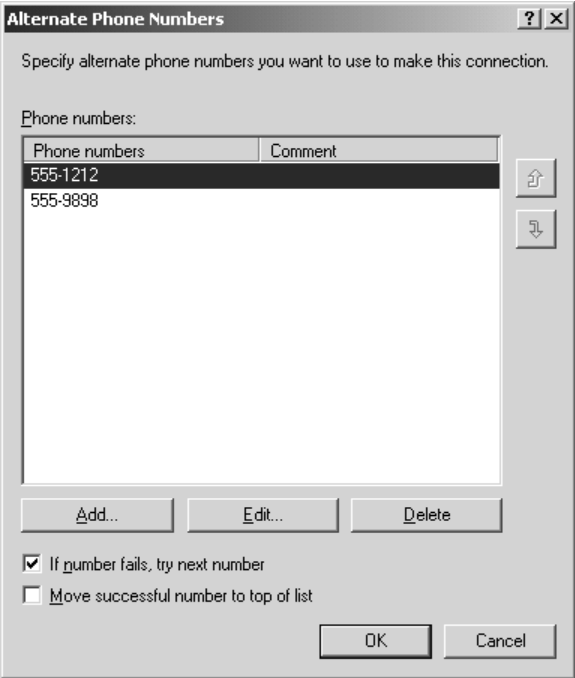 Alternate Phone Numbers
Specify alternate phone numbers you want to use to make this connection.
Phone numbers:
Phone numbers Comment
555-1212
555-9898
Add... Edit... Delete
If number fails, try next number
Move successful number to top of list
OK Cancel